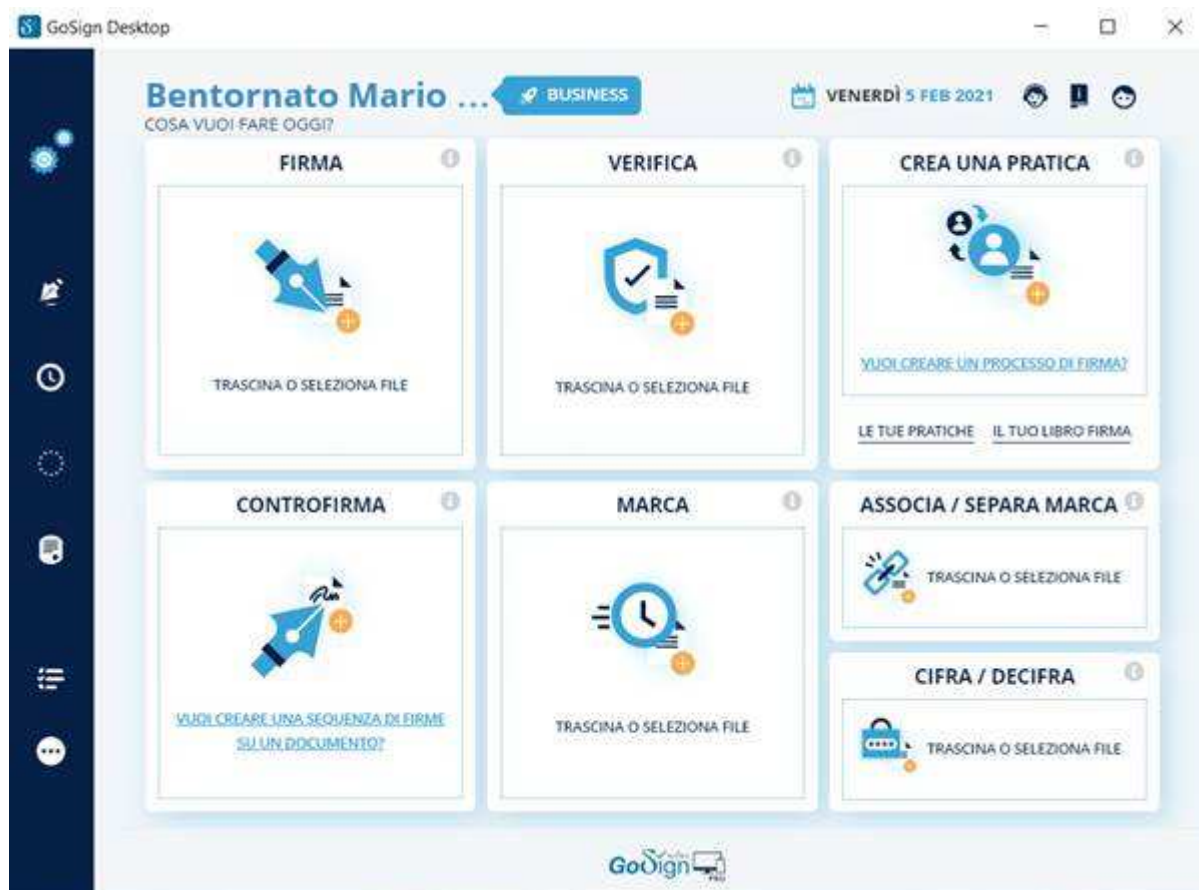 GoSign Desktop
Bentornato Mario ...
BUSINESS
VENERDÌ 5 FEB 2021
COSA VUOI FARE OGGI?
FIRMA
TRASCINA O SELEZIONA FILE
VERIFICA
TRASCINA O SELEZIONA FILE
CREA UNA PRATICA
VUOI CREARE UN PROCESSO DI FIRMA?
LE TUE PRATICHE
IL TUO LIBRO FIRMA
CONTROFIRMA
VUOI CREARE UNA SEQUENZA DI FIRME
SU UN DOCUMENTO?
MARCA
TRASCINA O SELEZIONA FILE
ASSOCIA / SEPARA MARCA
TRASCINA O SELEZIONA FILE
CIFRA / DECIFRA
TRASCINA O SELEZIONA FILE
GoSign